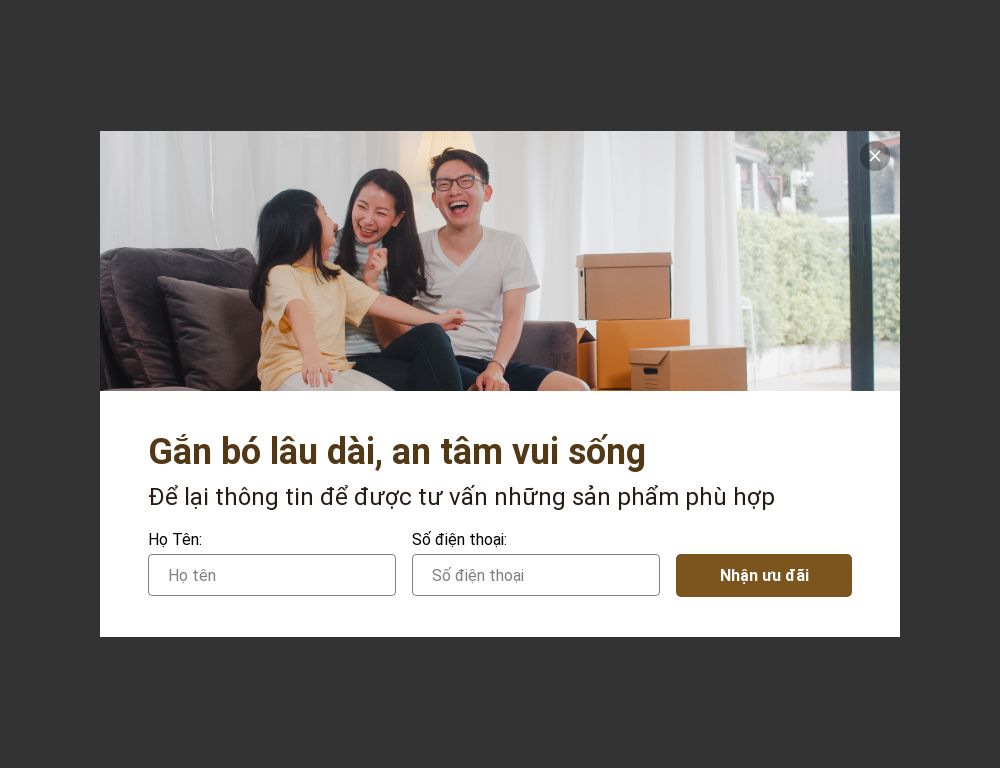 Gắn bó lâu dài, an tâm vui sống
Để lại thông tin để được tư vấn những sản phẩm phù hợp
Họ Tên:
Số điện thoại:
Họ tên
Số điện thoại
Nhận ưu đãi